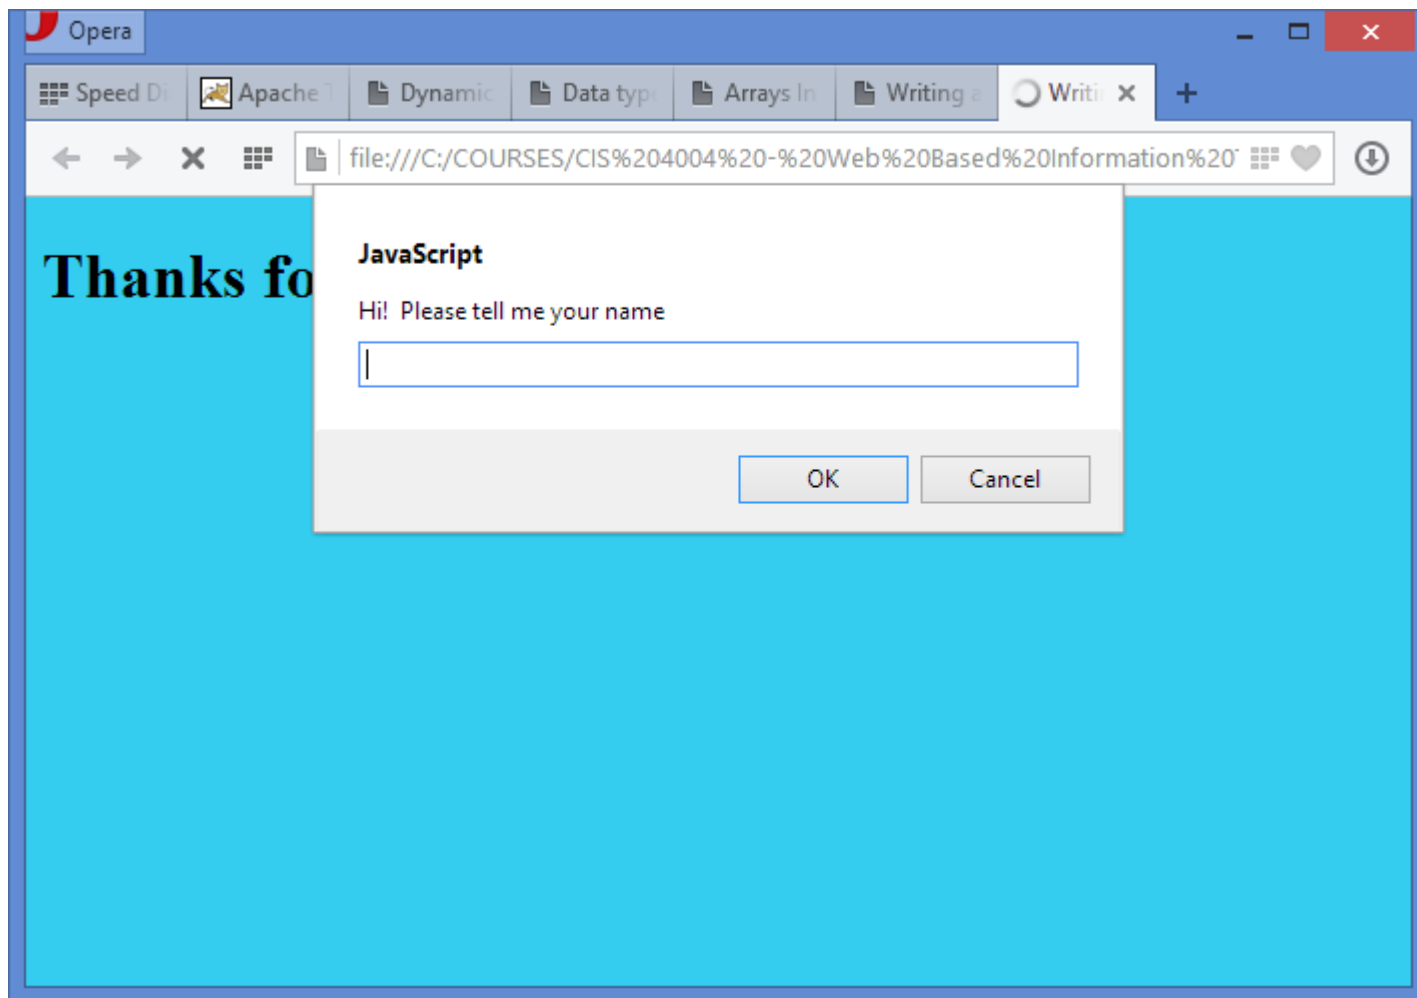 Opera
Speed Di Apache T Dynamic Data type Arrays In Writing a Writi
file:///C:/COURSES/CIS%204004%20-%20Web%20Based%20Information%20
Thanks fo
JavaScript
Hi!  Please tell me your name
OK Cancel